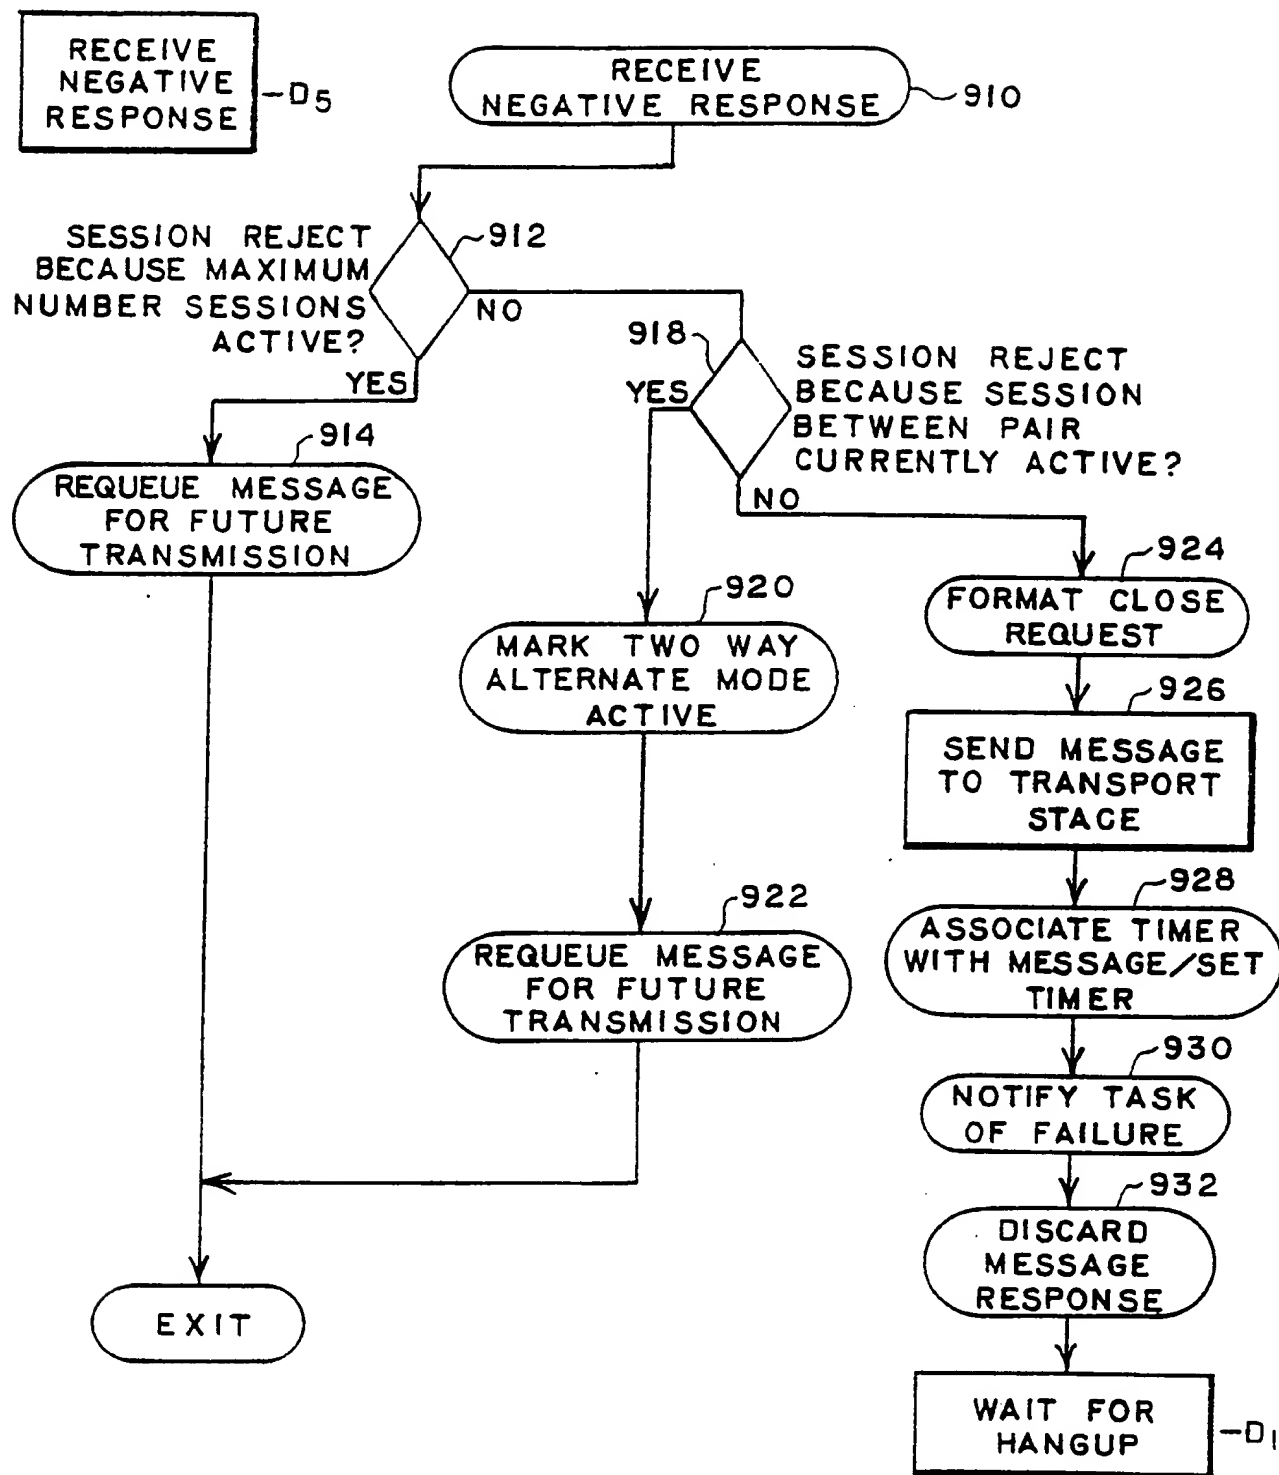 RECEIVE
NEGATIVE
RESPONSE
D5
RECEIVE
NEGATIVE RESPONSE
910
SESSION REJECT
BECAUSE MAXIMUM
NUMBER SESSIONS
ACTIVE?
912
NO
YES
914
REQUEUE MESSAGE
FOR FUTURE
TRANSMISSION
918
YES
SESSION REJECT
BECAUSE SESSION
BETWEEN PAIR
CURRENTLY ACTIVE?
NO
920
MARK TWO WAY
ALTERNATE MODE
ACTIVE
922
REQUEUE MESSAGE
FOR FUTURE
TRANSMISSION
924
FORMAT CLOSE
REQUEST
926
SEND MESSAGE
TO TRANSPORT
STAGE
928
ASSOCIATE TIMER
WITH MESSAGE/SET
TIMER
930
NOTIFY TASK
OF FAILURE
932
DISCARD
MESSAGE
RESPONSE
EXIT
WAIT FOR
HANGUP
D1